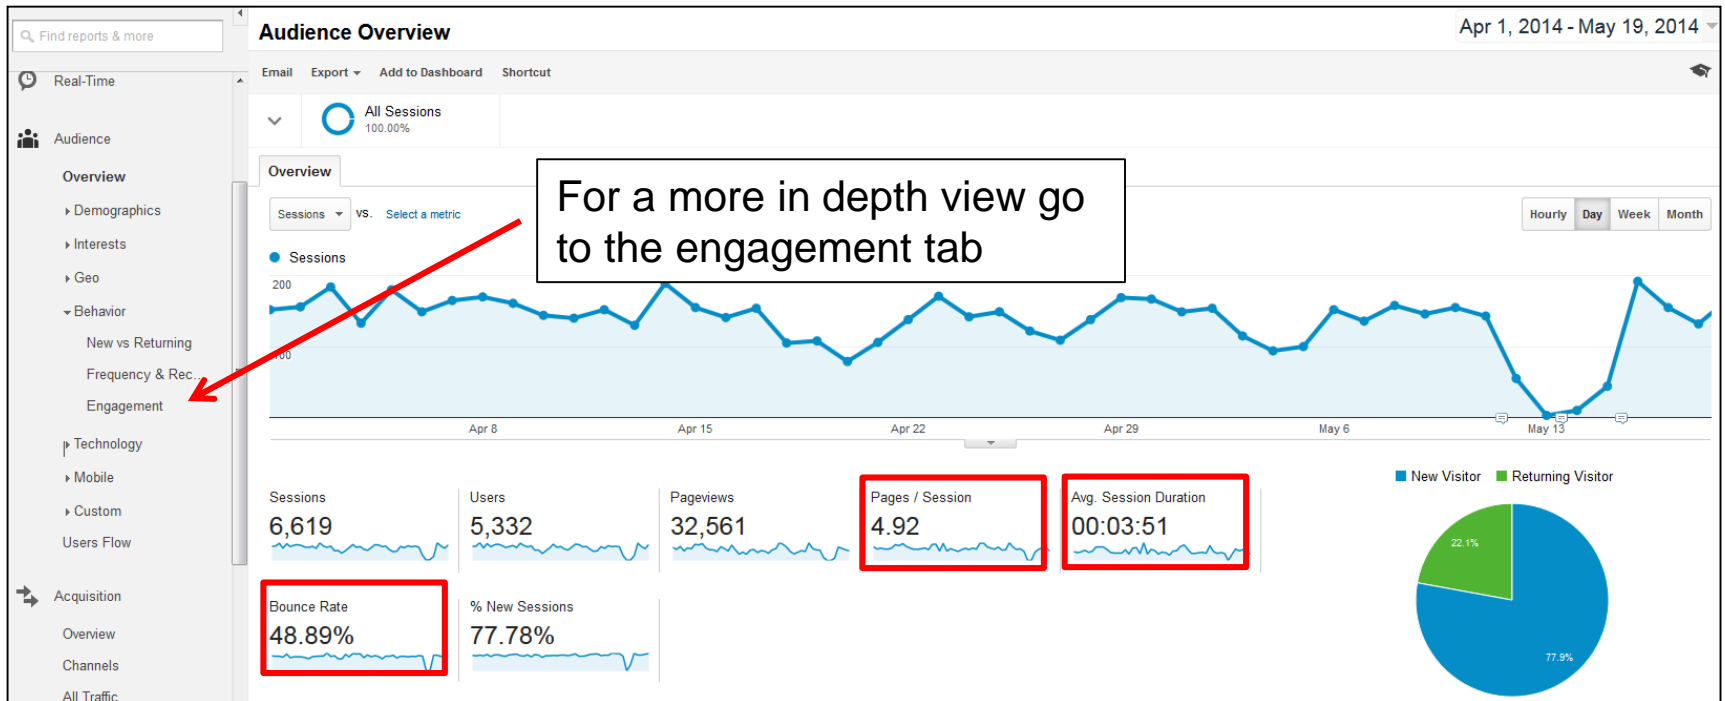 Find reports & more
Real-Time
Audience
Overview
Demographics
Interests
Geo
Behavior
New vs Returning
Frequency & Rec...
Engagement
Technology
Mobile
Custom
Users Flow
Acquisition
Overview
Channels
All Traffic
Audience Overview
Apr 1, 2014 - May 19, 2014
Email Export Add to Dashboard Shortcut
All Sessions
100.00%
Overview
Sessions VS. Select a metric
Hourly Day Week Month
For a more in depth view go
to the engagement tab
Sessions
200
100
Apr 8 Apr 15 Apr 22 Apr 29 May 6 May 13
Sessions
6,619
Users
5,332
Pageviews
32,561
Pages / Session
4.92
Avg. Session Duration
00:03:51
Bounce Rate
48.89%
% New Sessions
77.78%
New Visitor Returning Visitor
22.1%
77.9%